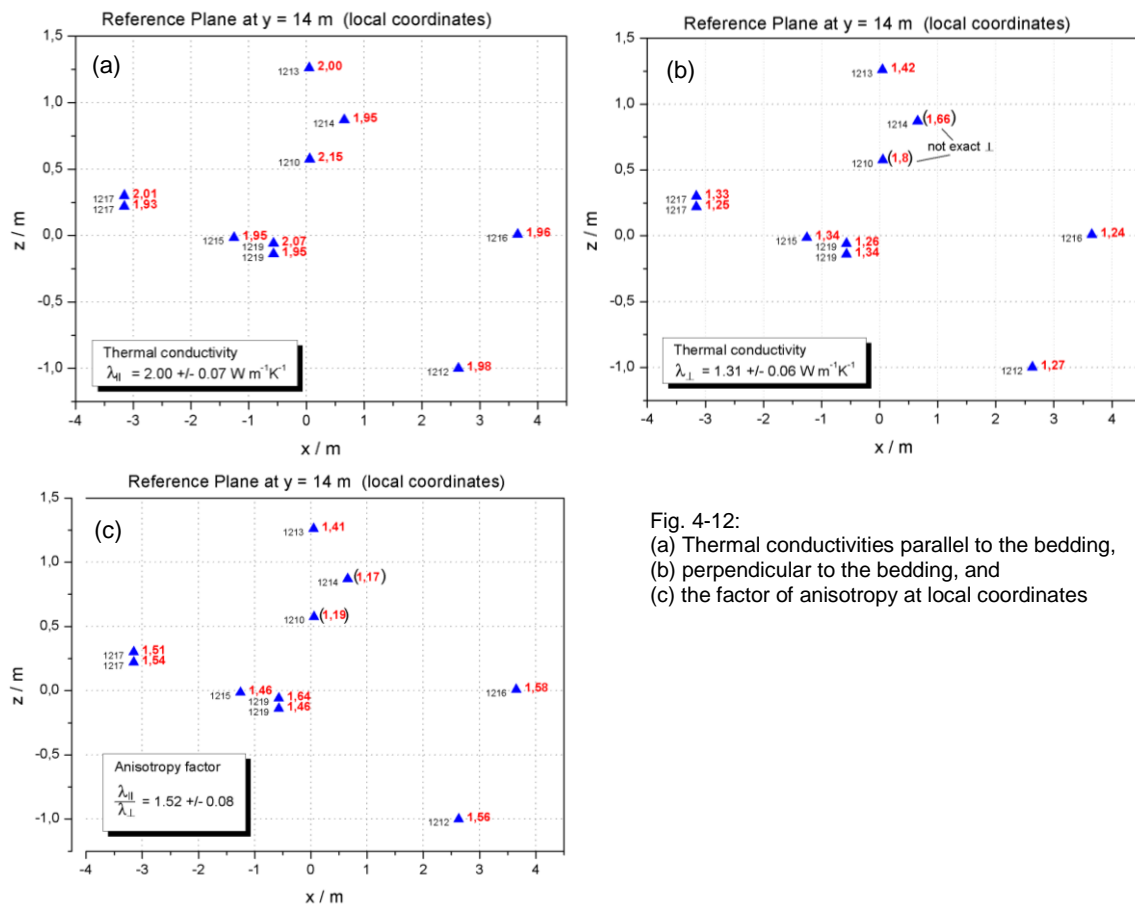 Reference Plane at y = 14 m (local coordinates)
(a)
1,5
1,0
0,5
0,0
-0,5
-1,0
z / m
1213 2,00
1214 1,95
1210 2,15
1217 2,01
1217 1,93
1215 1,95
1219 2,07
1219 1,95
1216 1,96
1212 1,98
Thermal conductivity
λ|| = 2.00 +/- 0.07 W m⁻¹K⁻¹
-4 -3 -2 -1 0 1 2 3 4
x / m
Reference Plane at y = 14 m (local coordinates)
(b)
1,5
1,0
0,5
0,0
-0,5
-1,0
z / m
1213 1,42
1214 (1,66)
not exact ⊥
1210 (1,8)
1217 1,33
1217 1,25
1215 1,34
1219 1,26
1219 1,34
1216 1,24
1212 1,27
Thermal conductivity
λ⊥ = 1.31 +/- 0.06 W m⁻¹K⁻¹
-4 -3 -2 -1 0 1 2 3 4
x / m
Reference Plane at y = 14 m (local coordinates)
(c)
1,5
1,0
0,5
0,0
-0,5
-1,0
z / m
1213 1,41
1214 (1,17)
1210 (1,19)
1217 1,51
1217 1,54
1215 1,46
1219 1,64
1219 1,46
1216 1,58
1212 1,56
Anisotropy factor
λ||
λ⊥ = 1.52 +/- 0.08
-4 -3 -2 -1 0 1 2 3 4
x / m
Fig. 4-12:
(a) Thermal conductivities parallel to the bedding,
(b) perpendicular to the bedding, and
(c) the factor of anisotropy at local coordinates